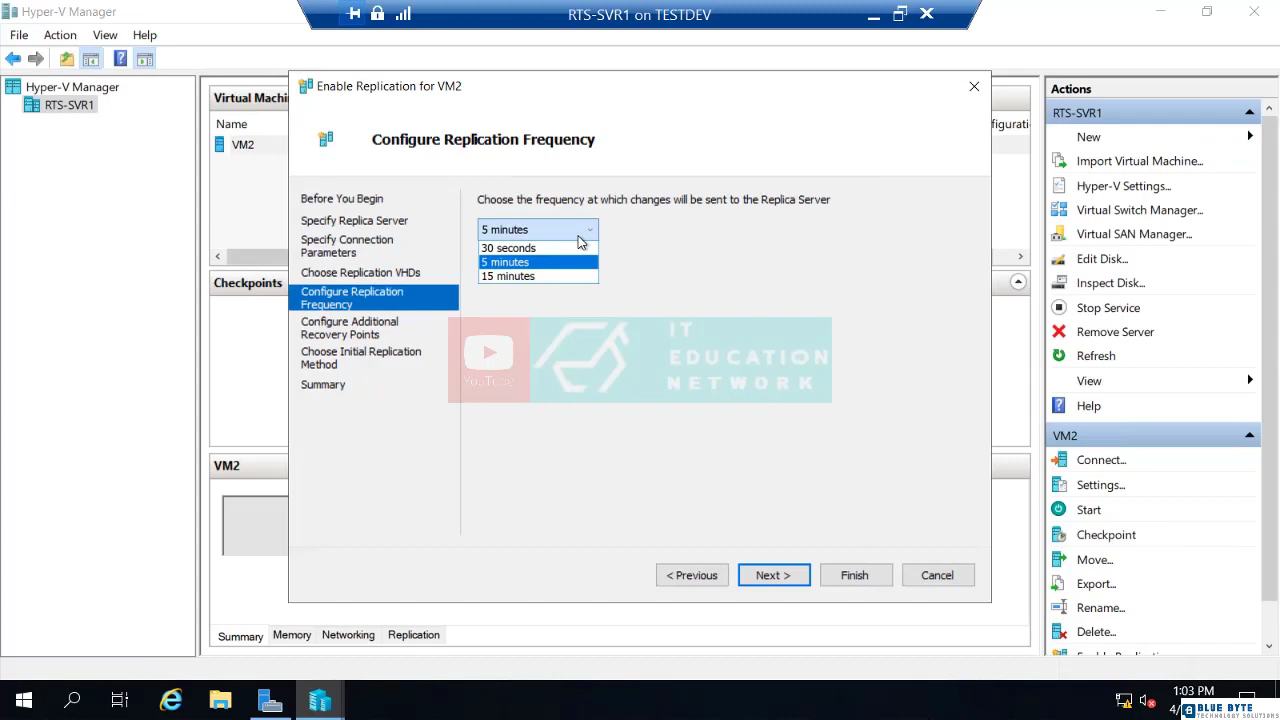 Hyper-V Manager
RTS-SVR1 on TESTDEV
File Action View Help
Hyper-V Manager
RTS-SVR1
Virtual Machi
Name
VM2
Checkpoints
VM2
Summary Memory Networking Replication
Enable Replication for VM2
Configure Replication Frequency
Before You Begin
Specify Replica Server
Specify Connection
Parameters
Choose Replication VHDs
Configure Replication
Frequency
Configure Additional
Recovery Points
Choose Initial Replication
Method
Summary
Choose the frequency at which changes will be sent to the Replica Server
5 minutes
30 seconds
5 minutes
15 minutes
YouTube
IT
EDUCATION
NETWORK
< Previous Next > Finish Cancel
Actions
RTS-SVR1
New
Import Virtual Machine...
Hyper-V Settings...
Virtual Switch Manager...
Virtual SAN Manager...
Edit Disk...
Inspect Disk...
Stop Service
Remove Server
Refresh
View
Help
VM2
Connect...
Settings...
Start
Checkpoint
Move...
Export...
Rename...
Delete...
1:03 PM
BLUE BYTE
TECHNOLOGY SOLUTIONS